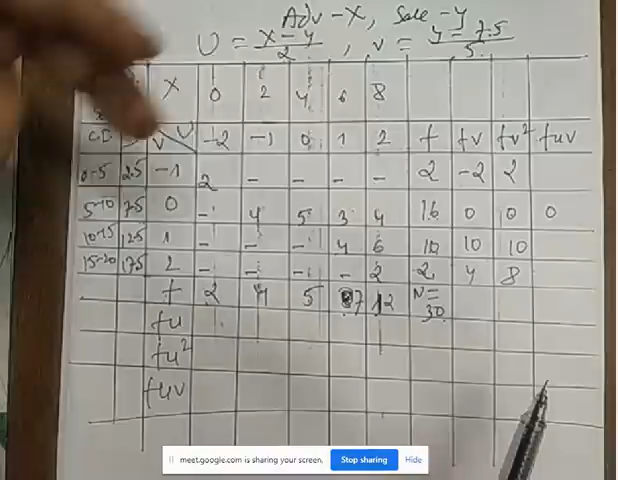 Adv - X, Sale - y
U = x - 4 / 2 , v = y - 7.5 / 5
X 0 2 4 6 8
C.I v U -2 -1 0 1 2 f fv fv² fuv
0-5 2.5 -1 2 - - - - 2 -2 2
5-10 7.5 0 - 4 5 3 4 16 0 0 0
10-15 12.5 1 - - - 4 6 10 10 10
15-20 17.5 2 - - - - 2 2 4 8
f 2 4 5 7 12 N = 30
fu
fu²
fuv
meet.google.com is sharing your screen. Stop sharing Hide